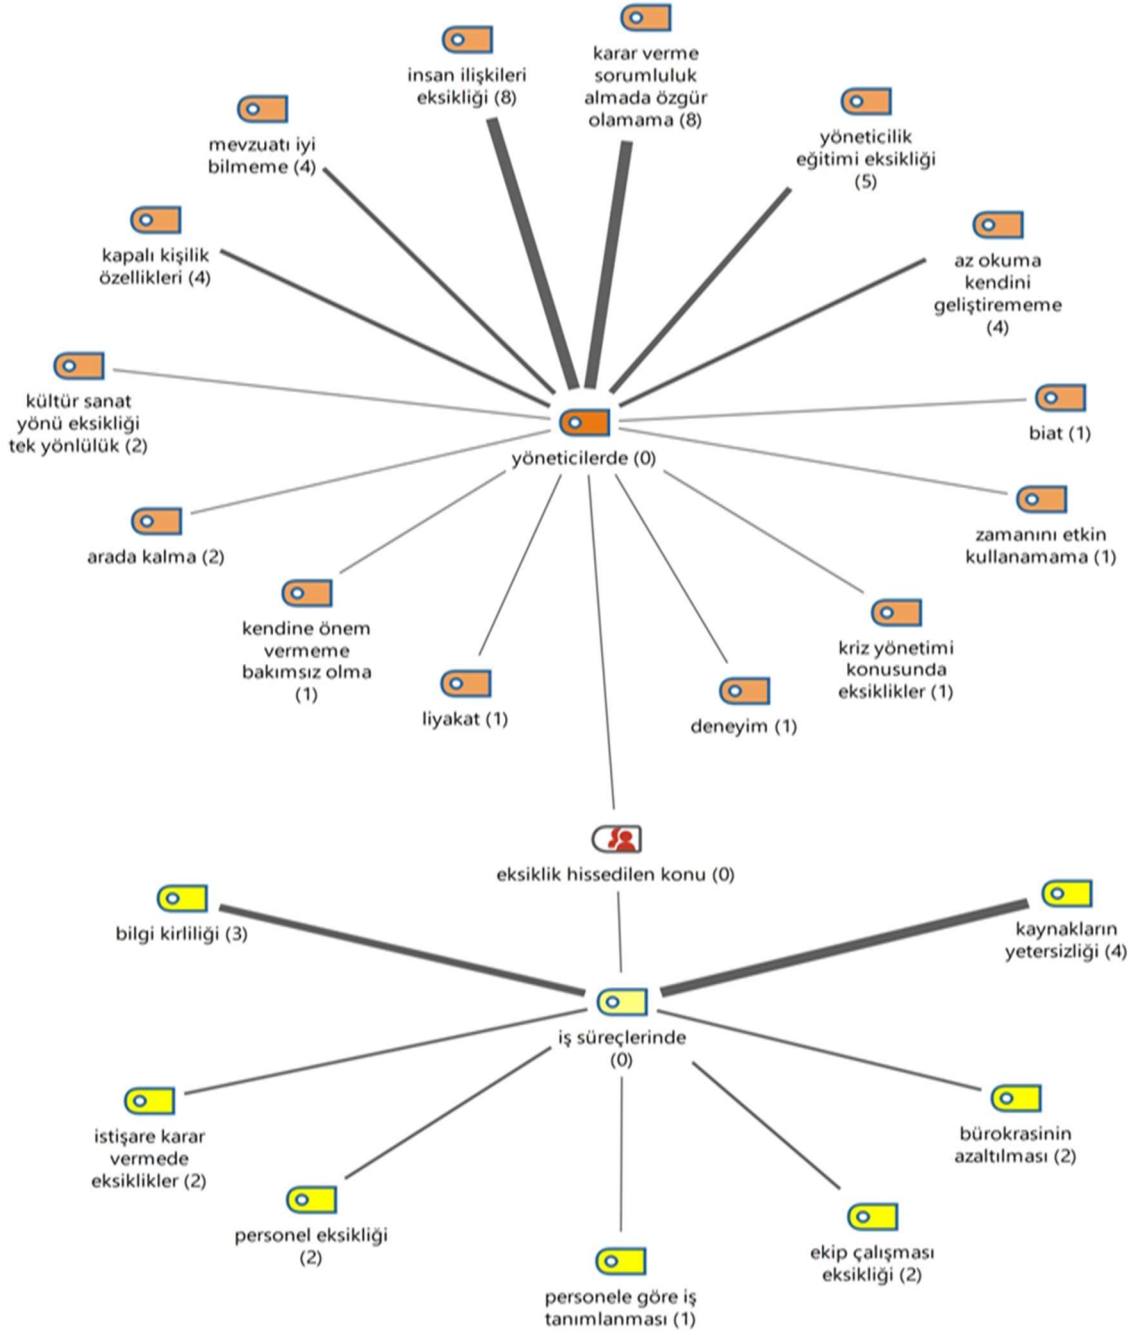 karar verme
sorumluluk
almada özgür
olamama (8)
insan ilişkileri
eksikliği (8)
yöneticilik
eğitimi eksikliği
(5)
mevzuatı iyi
bilmeme (4)
kapalı kişilik
özellikleri (4)
az okuma
kendini
geliştirememe
(4)
kültür sanat
yönü eksikliği
tek yönlülük (2)
biat (1)
yöneticilerde (0)
arada kalma (2)
zamanını etkin
kullanamama (1)
kendine önem
vermeme
bakımsız olma
(1)
kriz yönetimi
konusunda
eksiklikler (1)
liyakat (1)
deneyim (1)
eksiklik hissedilen konu (0)
bilgi kirliliği (3)
kaynakların
yetersizliği (4)
iş süreçlerinde
(0)
istişare karar
vermede
eksiklikler (2)
bürokrasinin
azaltılması (2)
personel eksikliği
(2)
ekip çalışması
eksikliği (2)
personele göre iş
tanımlanması (1)